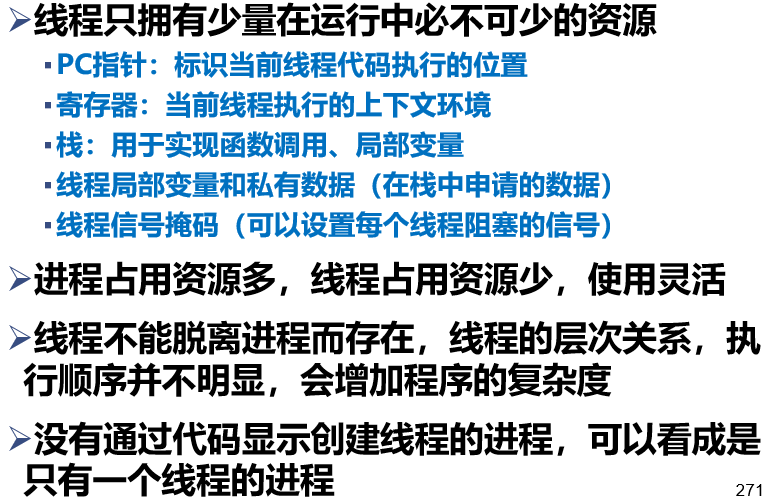 ➢线程只拥有少量在运行中必不可少的资源
▪PC指针：标识当前线程代码执行的位置
▪寄存器：当前线程执行的上下文环境
▪栈：用于实现函数调用、局部变量
▪线程局部变量和私有数据（在栈中申请的数据）
▪线程信号掩码（可以设置每个线程阻塞的信号）
➢进程占用资源多，线程占用资源少，使用灵活
➢线程不能脱离进程而存在，线程的层次关系，执
行顺序并不明显，会增加程序的复杂度
➢没有通过代码显示创建线程的进程，可以看成是
只有一个线程的进程
271